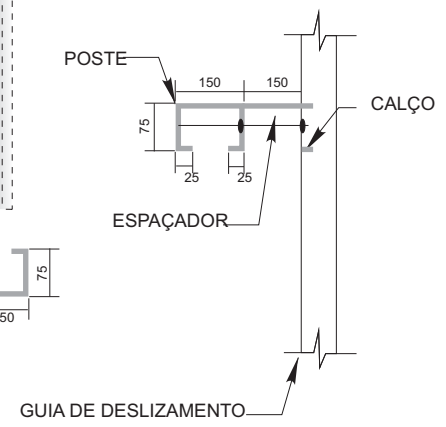 POSTE
150 150
75
CALÇO
25 25
ESPAÇADOR
75
50
GUIA DE DESLIZAMENTO